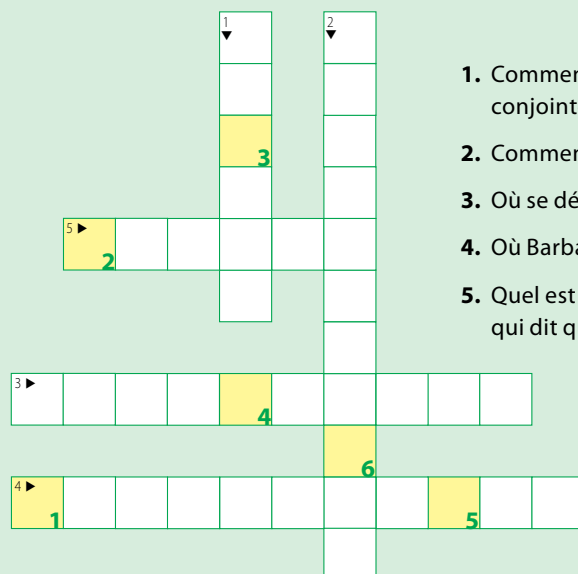 1 2
1. Commen
conjoint
2. Commen
3
3. Où se dé
5
4. Où Barba
2
5. Quel est
qui dit q
3
4
6
4
1 5